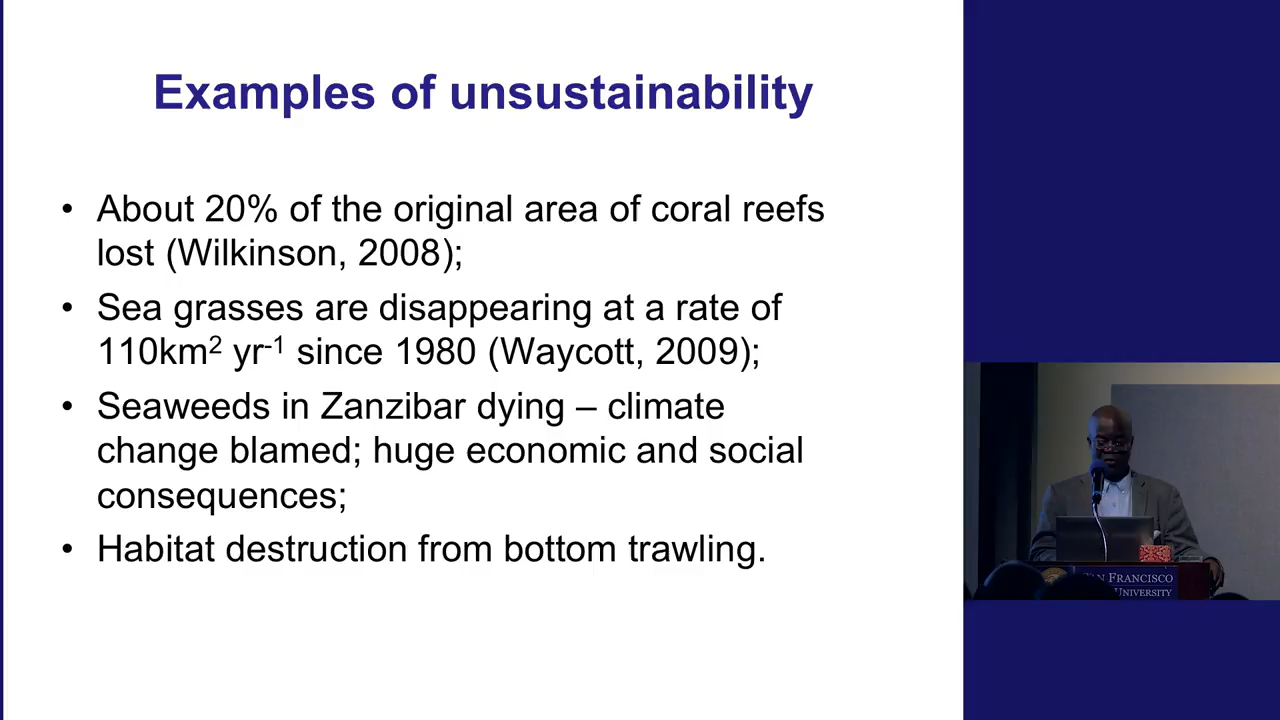 Examples of unsustainability
• About 20% of the original area of coral reefs
lost (Wilkinson, 2008);
• Sea grasses are disappearing at a rate of
110km² yr⁻¹ since 1980 (Waycott, 2009);
• Seaweeds in Zanzibar dying – climate
change blamed; huge economic and social
consequences;
• Habitat destruction from bottom trawling.
FRANCISCO
UNIVERSITY